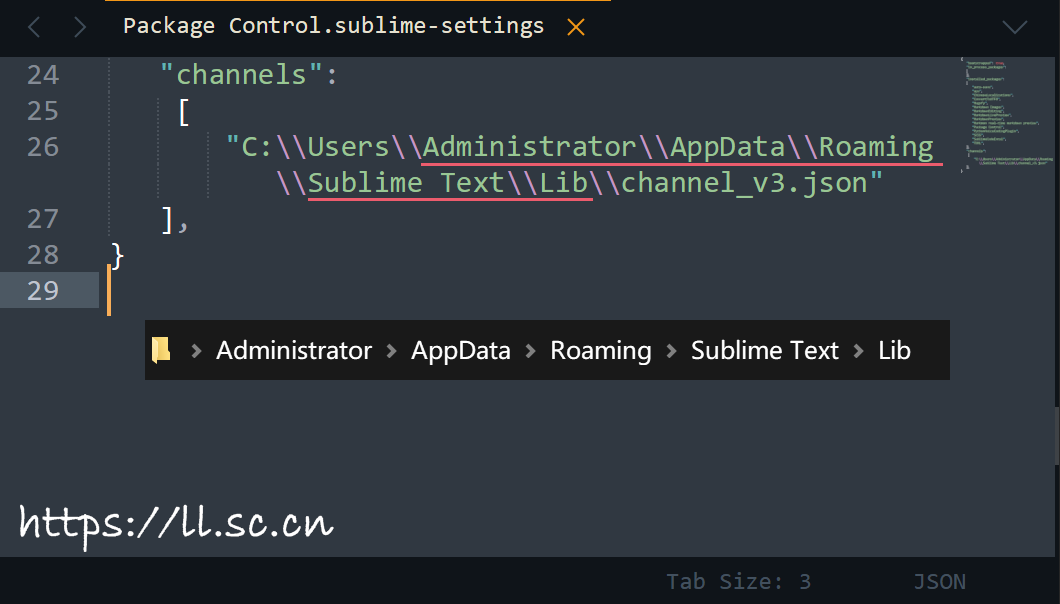 Package Control.sublime-settings
24 "channels":
25 [
26 "C:\\Users\\Administrator\\AppData\\Roaming
\\Sublime Text\\Lib\\channel_v3.json"
27 ],
28 }
29
Administrator > AppData > Roaming > Sublime Text > Lib
https://ll.sc.cn
Tab Size: 3 JSON